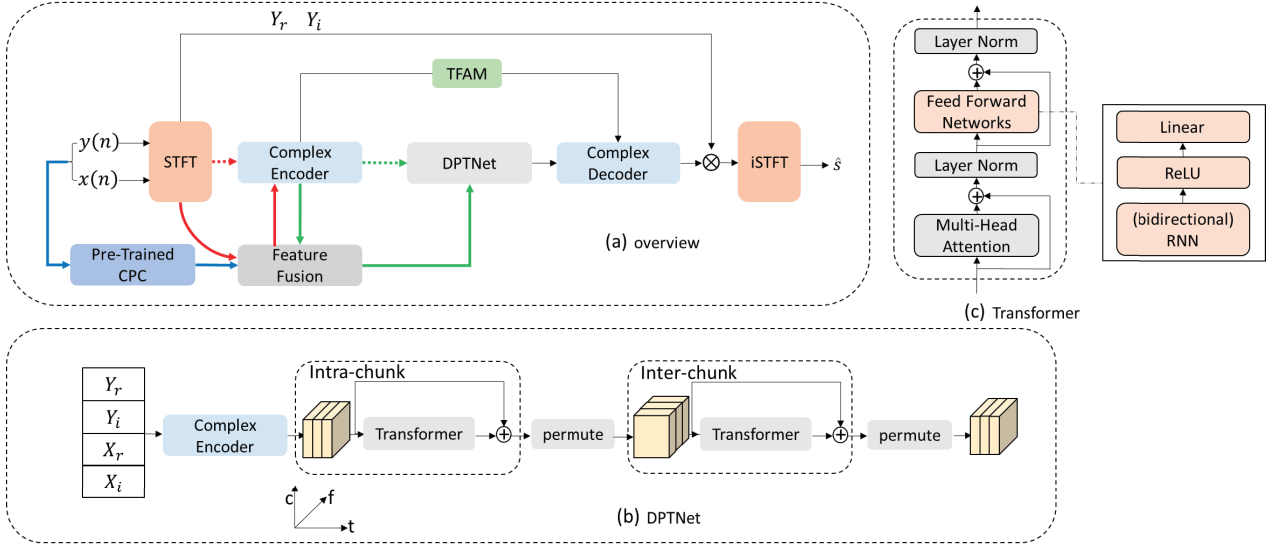 Y_r Y_i
TFAM
y(n)
x(n)
STFT
Complex
Encoder
DPTNet
Complex
Decoder
⊗
iSTFT
ŝ
Pre-Trained
CPC
Feature
Fusion
(a) overview
Layer Norm
⊕
Feed Forward
Networks
Layer Norm
⊕
Multi-Head
Attention
Linear
ReLU
(bidirectional)
RNN
(c) Transformer
Y_r
Y_i
X_r
X_i
Complex
Encoder
Intra-chunk
Transformer
⊕
permute
Inter-chunk
Transformer
⊕
permute
c
f
t
(b) DPTNet